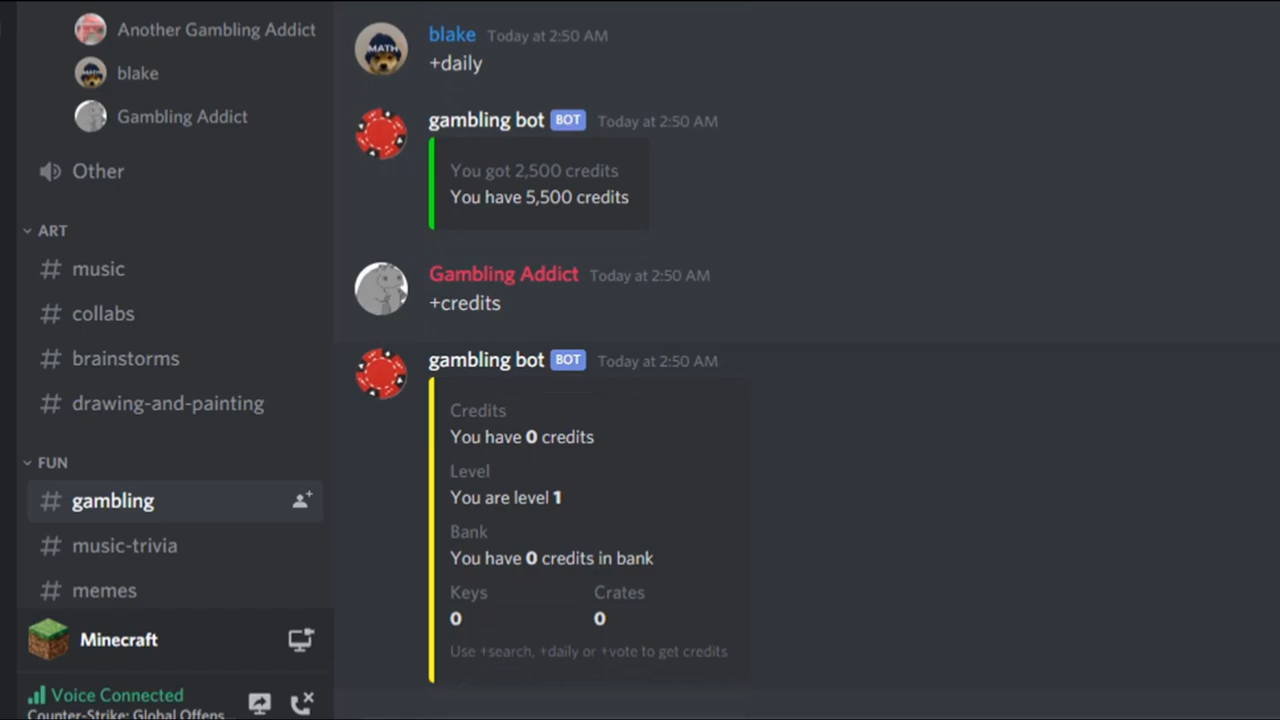 Another Gambling Addict
blake
Gambling Addict
Other
ART
music
collabs
brainstorms
drawing-and-painting
FUN
gambling
music-trivia
memes
Minecraft
Voice Connected
Counter-Strike: Global Offens...
blake Today at 2:50 AM
MATH
+daily
gambling bot BOT Today at 2:50 AM
You got 2,500 credits
You have 5,500 credits
Gambling Addict Today at 2:50 AM
+credits
gambling bot BOT Today at 2:50 AM
Credits
You have 0 credits
Level
You are level 1
Bank
You have 0 credits in bank
Keys Crates
0 0
Use +search, +daily or +vote to get credits